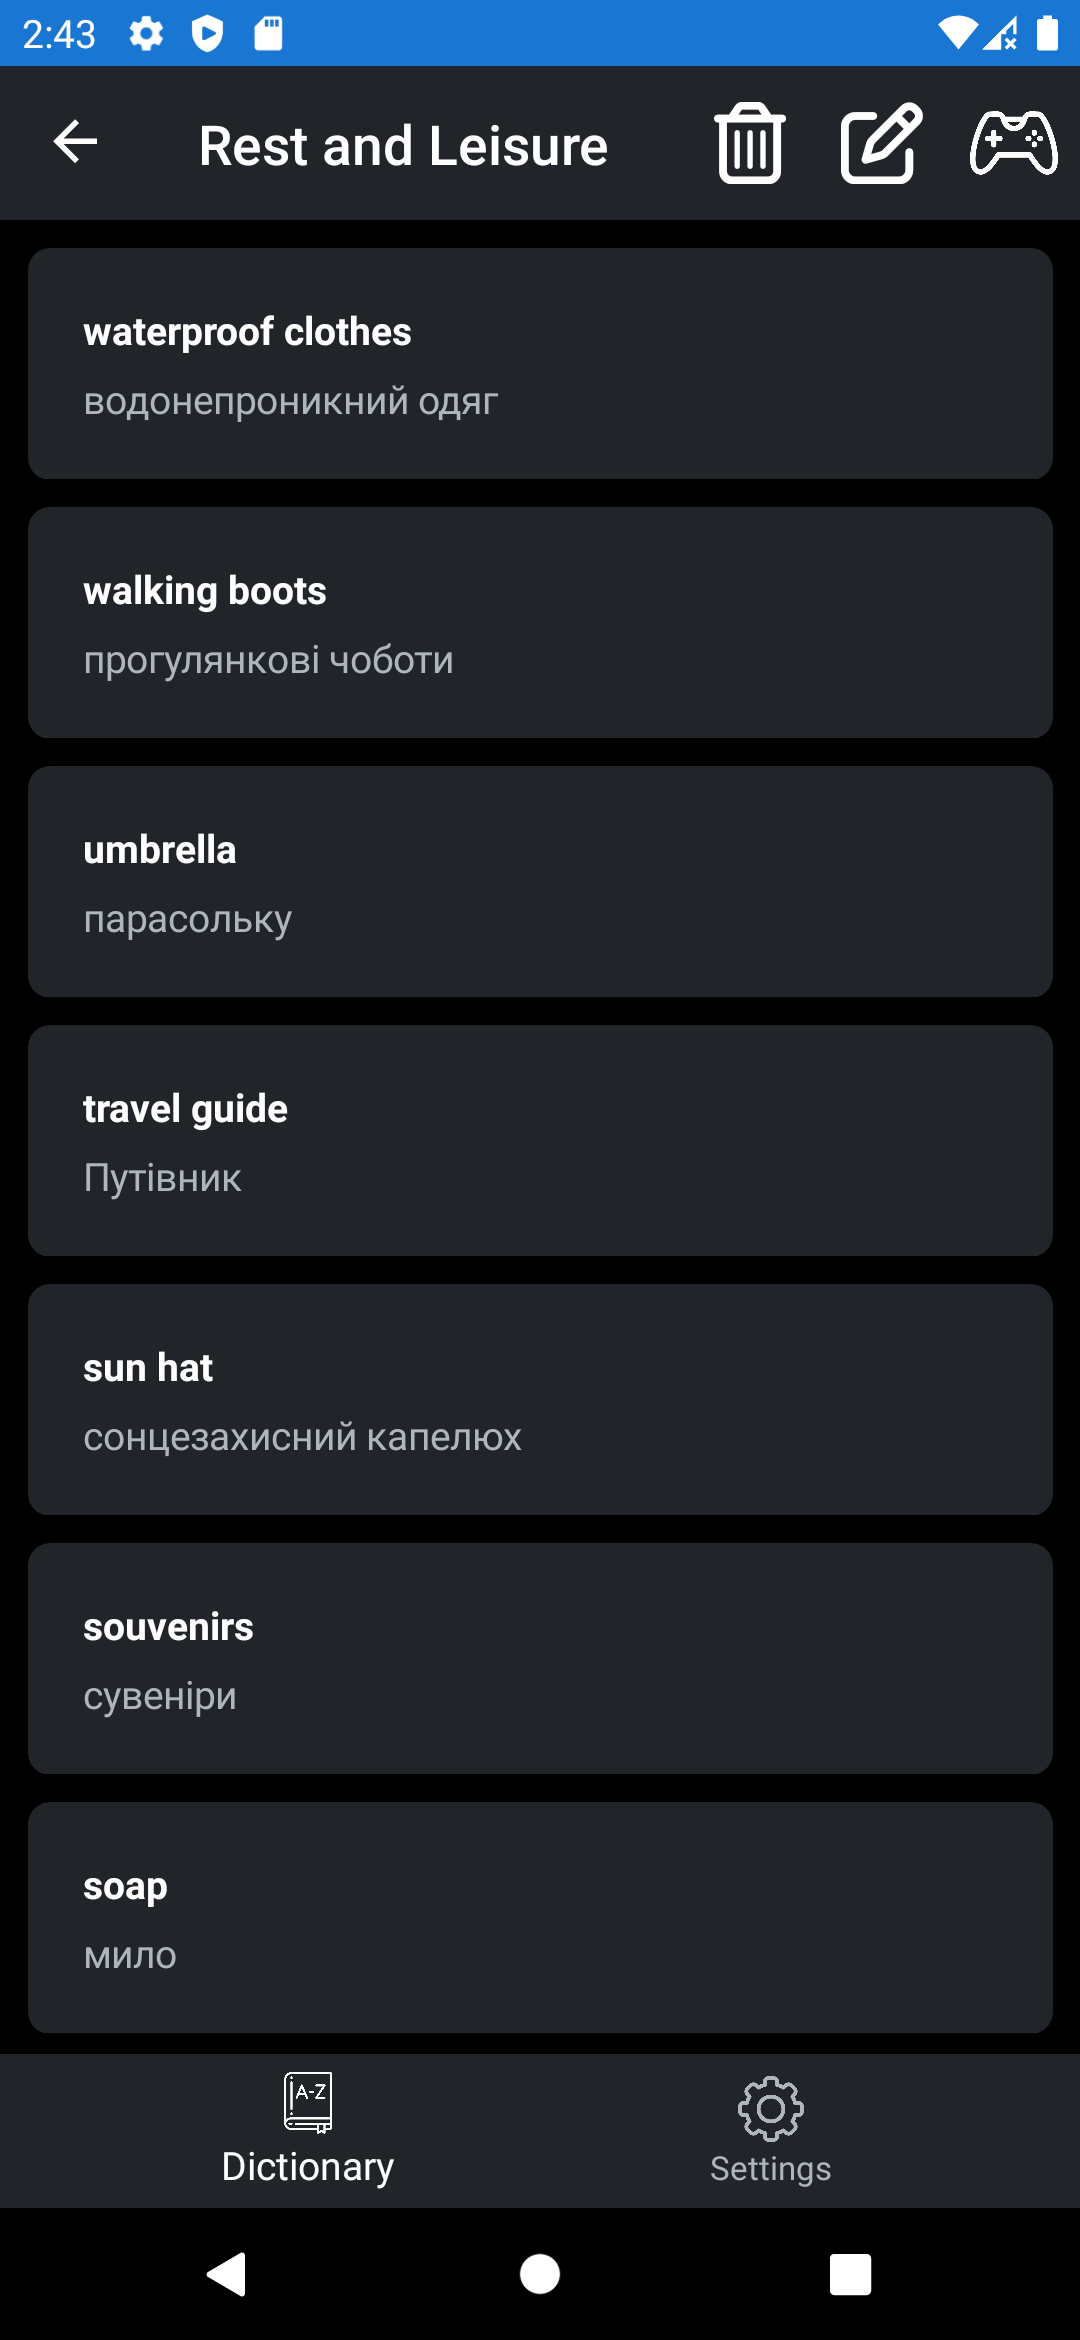 2:43
Rest and Leisure
waterproof clothes
водонепроникний одяг
walking boots
прогулянкові чоботи
umbrella
парасольку
travel guide
Путівник
sun hat
сонцезахисний капелюх
souvenirs
сувеніри
soap
мило
A-Z
Dictionary
Settings